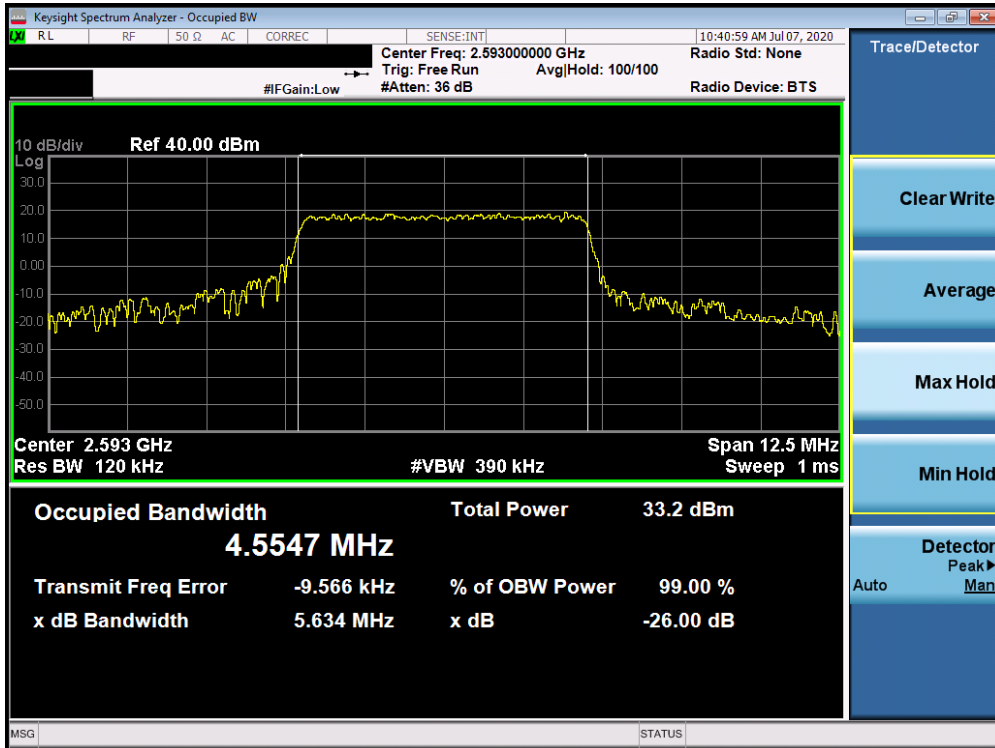 Keysight Spectrum Analyzer - Occupied BW
LXI RL RF 50 Ω AC CORREC SENSE:INT 10:40:59 AM Jul 07, 2020
Center Freq: 2.593000000 GHz Radio Std: None
Trig: Free Run Avg|Hold: 100/100
#IFGain:Low #Atten: 36 dB Radio Device: BTS
10 dB/div Ref 40.00 dBm
Log
30.0
20.0
10.0
0.00
-10.0
-20.0
-30.0
-40.0
-50.0
Center 2.593 GHz Span 12.5 MHz
Res BW 120 kHz #VBW 390 kHz Sweep 1 ms
Occupied Bandwidth Total Power 33.2 dBm
4.5547 MHz
Transmit Freq Error -9.566 kHz % of OBW Power 99.00 %
x dB Bandwidth 5.634 MHz x dB -26.00 dB
MSG STATUS
Trace/Detector
Clear Write
Average
Max Hold
Min Hold
Detector
Peak▶
Auto Man